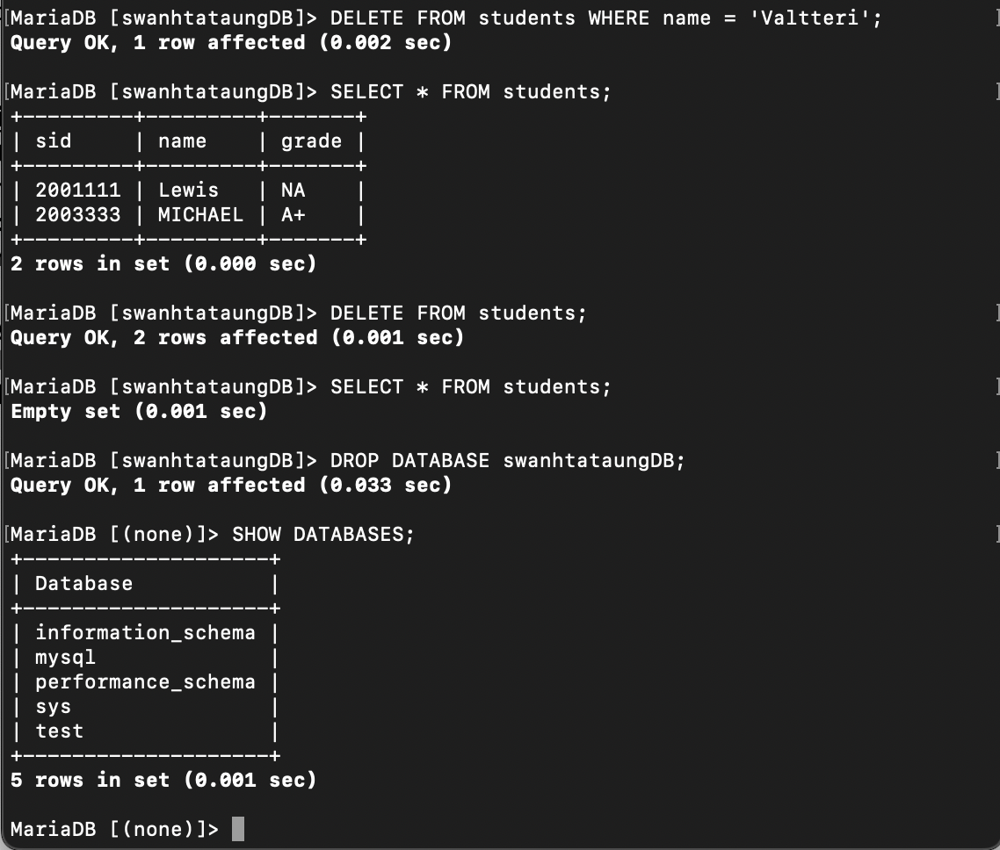 [MariaDB [swanhtataungDB]> DELETE FROM students WHERE name = 'Valtteri'; ]
Query OK, 1 row affected (0.002 sec)
[MariaDB [swanhtataungDB]> SELECT * FROM students; ]
+---------+---------+-------+
| sid     | name    | grade |
+---------+---------+-------+
| 2001111 | Lewis   | NA    |
| 2003333 | MICHAEL | A+    |
+---------+---------+-------+
2 rows in set (0.000 sec)
[MariaDB [swanhtataungDB]> DELETE FROM students; ]
Query OK, 2 rows affected (0.001 sec)
[MariaDB [swanhtataungDB]> SELECT * FROM students; ]
Empty set (0.001 sec)
[MariaDB [swanhtataungDB]> DROP DATABASE swanhtataungDB; ]
Query OK, 1 row affected (0.033 sec)
[MariaDB [(none)]> SHOW DATABASES; ]
+--------------------+
| Database           |
+--------------------+
| information_schema |
| mysql              |
| performance_schema |
| sys                |
| test               |
+--------------------+
5 rows in set (0.001 sec)
MariaDB [(none)]>